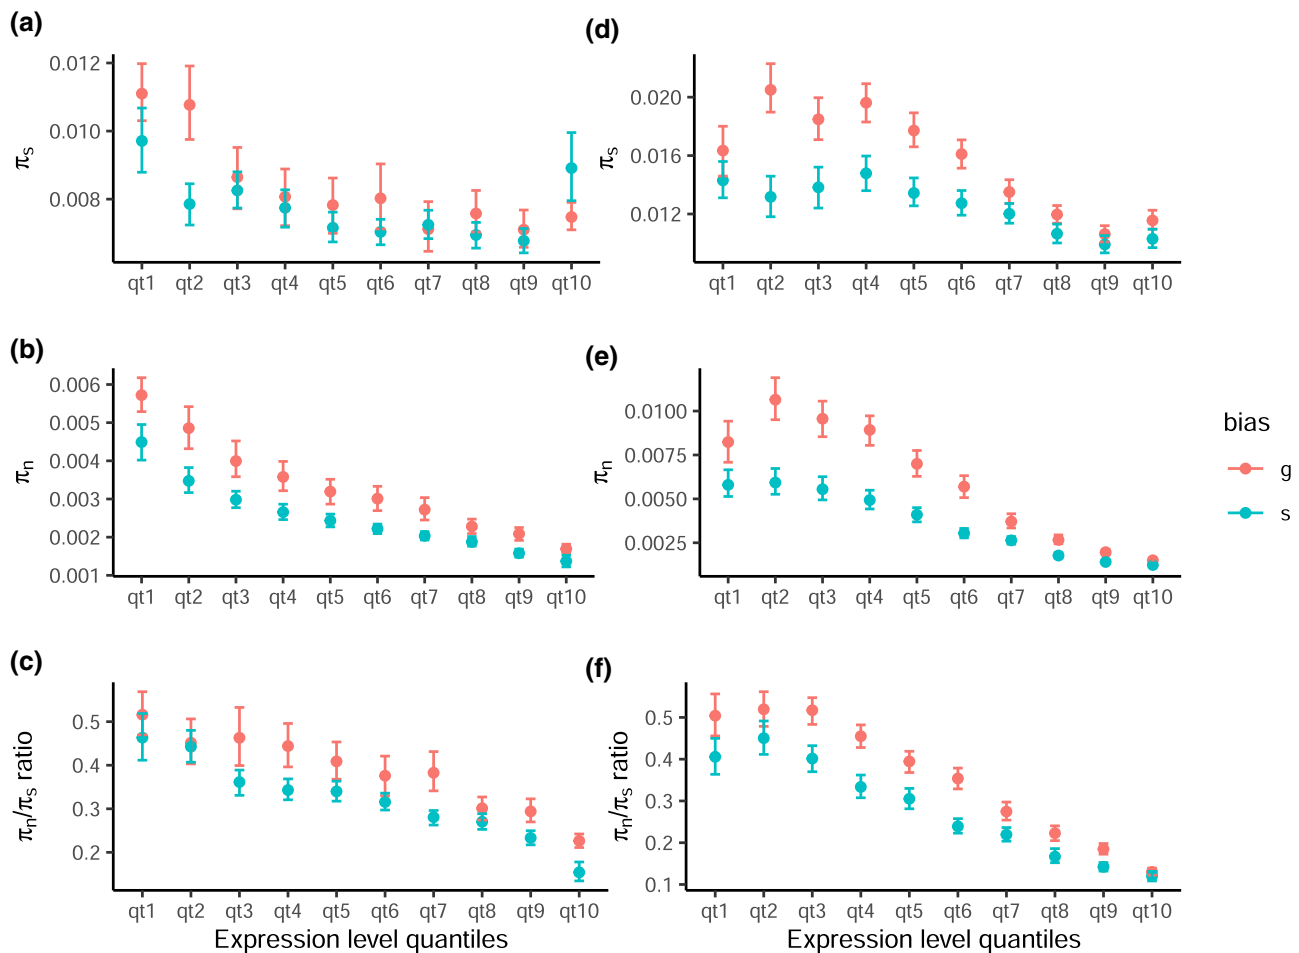 (a)
0.012
0.010
0.008
πs
qt1 qt2 qt3 qt4 qt5 qt6 qt7 qt8 qt9 qt10
(b)
0.006
0.005
0.004
0.003
0.002
0.001
πn
qt1 qt2 qt3 qt4 qt5 qt6 qt7 qt8 qt9 qt10
(c)
0.5
0.4
0.3
0.2
πn/πs ratio
qt1 qt2 qt3 qt4 qt5 qt6 qt7 qt8 qt9 qt10
Expression level quantiles
(d)
0.020
0.016
0.012
πs
qt1 qt2 qt3 qt4 qt5 qt6 qt7 qt8 qt9 qt10
(e)
0.0100
0.0075
0.0050
0.0025
πn
qt1 qt2 qt3 qt4 qt5 qt6 qt7 qt8 qt9 qt10
(f)
0.5
0.4
0.3
0.2
0.1
πn/πs ratio
qt1 qt2 qt3 qt4 qt5 qt6 qt7 qt8 qt9 qt10
Expression level quantiles
bias
g
s